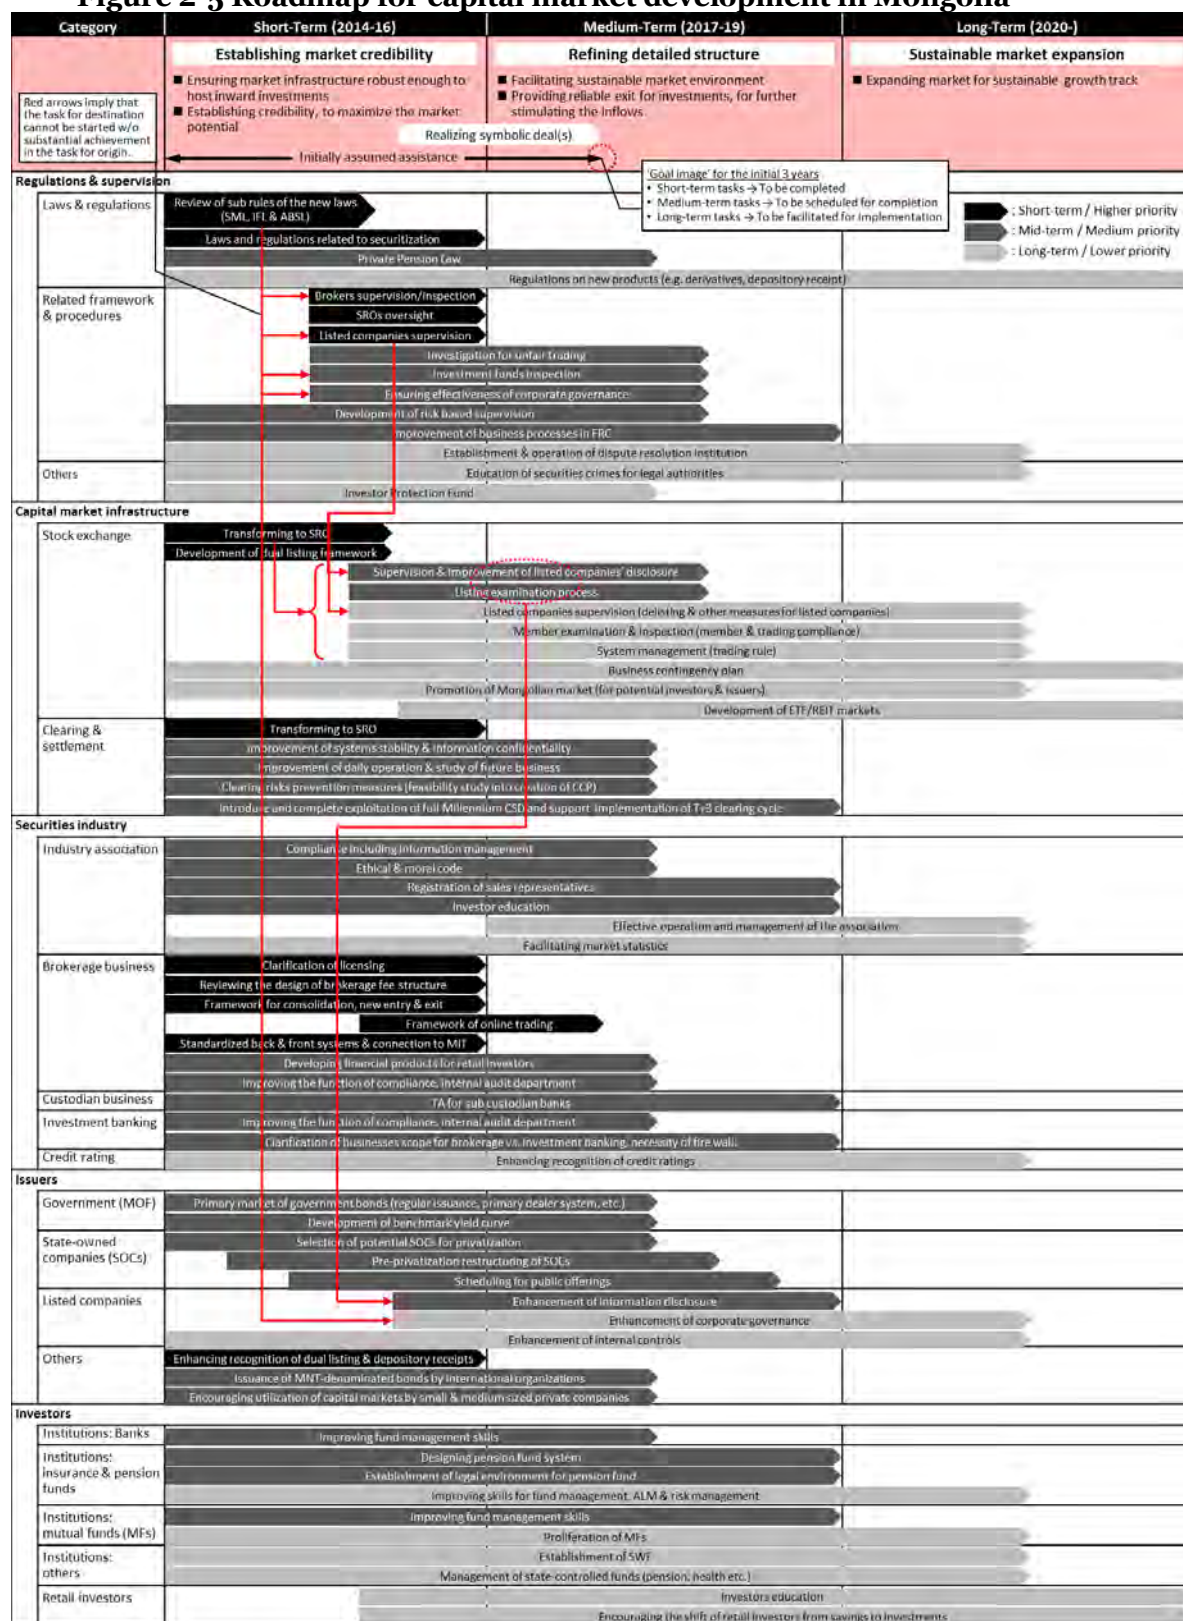 Figure 2-5 Roadmap for capital market development in Mongolia
Category
Short-Term (2014-16)
Medium-Term (2017-19)
Long-Term (2020-)
Establishing market credibility
Refining detailed structure
Sustainable market expansion
■ Ensuring market infrastructure robust enough to
host inward investments
■ Establishing credibility, to maximize the market
potential
■ Facilitating sustainable market environment
■ Providing reliable exit for investments, for further
stimulating the inflows
■ Expanding market for sustainable growth track
Red arrows imply that
the task for destination
cannot be started w/o
substantial achievement
in the task for origin.
Realizing symbolic deal(s)
Initially assumed assistance
'Goal image' for the initial 3 years
• Short-term tasks → To be completed
• Medium-term tasks → To be scheduled for completion
• Long-term tasks → To be facilitated for implementation
: Short-term / Higher priority
: Mid-term / Medium priority
: Long-term / Lower priority
Regulations & supervision
Laws & regulations
Review of sub rules of the new laws
(SML, IFL & ABSL)
Laws and regulations related to securitization
Private Pension Law
Regulations on new products (e.g. derivatives, depository receipt)
Related framework
& procedures
Brokers supervision/inspection
SROs oversight
Listed companies supervision
Investigation for unfair trading
Investment funds inspection
Ensuring effectiveness of corporate governance
Development of risk based supervision
Improvement of business processes in FRC
Establishment & operation of dispute resolution institution
Others
Education of securities crimes for legal authorities
Investor Protection Fund
Capital market infrastructure
Stock exchange
Transforming to SRO
Development of dual listing framework
Supervision & Improvement of listed companies' disclosure
Listing examination process
Listed companies supervision (delisting & other measures for listed companies)
Member examination & inspection (member & trading compliance)
System management (trading rule)
Business contingency plan
Promotion of Mongolian market (for potential investors & issuers)
Development of ETF/REIT markets
Clearing &
settlement
Transforming to SRO
Improvement of systems stability & information confidentiality
Improvement of daily operation & study of future business
Clearing risks prevention measures (feasibility study into creation of CCP)
Introduce and complete exploitation of full Millennium CSD and support implementation of T+3 clearing cycle
Securities industry
Industry association
Compliance including information management
Ethical & moral code
Registration of sales representatives
Investor education
Effective operation and management of the association
Facilitating market statistics
Brokerage business
Clarification of licensing
Reviewing the design of brokerage fee structure
Framework for consolidation, new entry & exit
Framework of online trading
Standardized back & front systems & connection to MIT
Developing financial products for retail investors
Improving the function of compliance, internal audit department
Custodian business
TA for sub custodian banks
Investment banking
Improving the function of compliance, internal audit department
Clarification of businesses scope for brokerage vs. investment banking, necessity of fire wall.
Credit rating
Enhancing recognition of credit ratings
Issuers
Government (MOF)
Primary market of government bonds (regular issuance, primary dealer system, etc.)
Development of benchmark yield curve
State-owned
companies (SOCs)
Selection of potential SOCs for privatization
Pre-privatization restructuring of SOCs
Scheduling for public offerings
Listed companies
Enhancement of information disclosure
Enhancement of corporate governance
Enhancement of internal controls
Others
Enhancing recognition of dual listing & depository receipts
Issuance of MNT-denominated bonds by international organizations
Encouraging utilization of capital markets by small & medium sized private companies
Investors
Institutions: Banks
Improving fund management skills
Institutions:
insurance & pension
funds
Designing pension fund system
Establishment of legal environment for pension fund
Improving skills for fund management, ALM & risk management
Institutions:
mutual funds (MFs)
Improving fund management skills
Proliferation of MFs
Institutions:
others
Establishment of SWF
Management of state-controlled funds (pension, health etc.)
Retail investors
Investors education
Encouraging the shift of retail investors from savings to investments